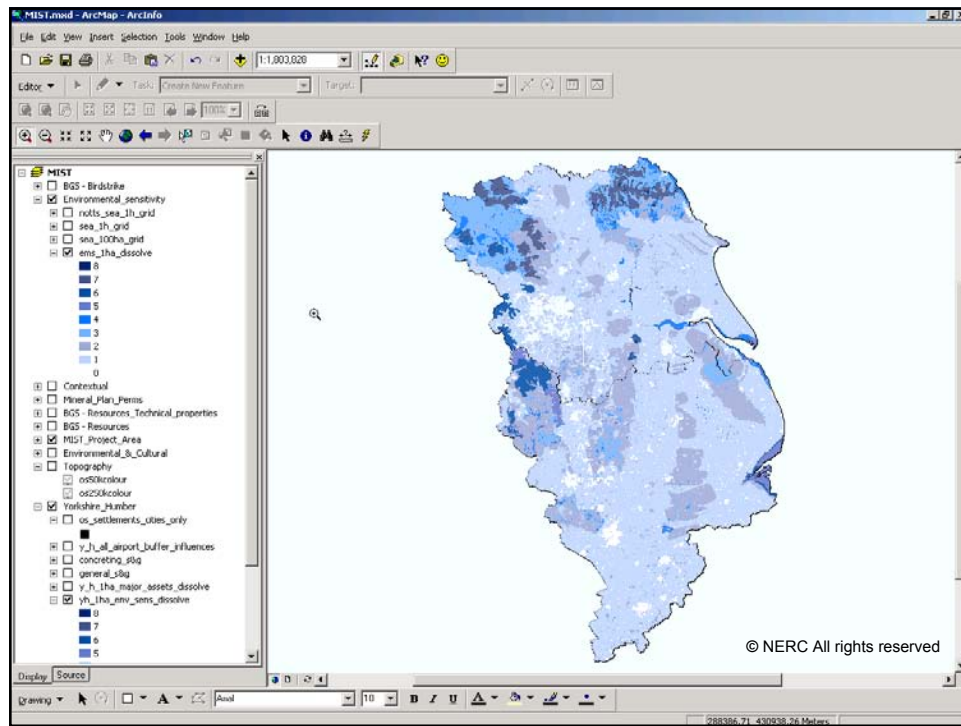 MIST.mxd - ArcMap - ArcInfo
File Edit View Insert Selection Tools Window Help
1:1,803,828
Editor Task: Create New Feature Target:
100%
MIST
BGS - Birdstrike
Environmental_sensitivity
notts_sea_1h_grid
sea_1h_grid
sea_100ha_grid
ems_1ha_dissolve
8
7
6
5
4
3
2
1
0
Contextual
Mineral_Plan_Perms
BGS - Resources_Technical_properties
BGS - Resources
MIST_Project_Area
Environmental_&_Cultural
Topography
os50kcolour
os250kcolour
Yorkshire_Humber
os_settlements_cities_only
y_h_all_airport_buffer_influences
concreting_s&g
general_s&g
y_h_1ha_major_assets_dissolve
yh_1ha_env_sens_dissolve
8
7
6
5
© NERC All rights reserved
Display Source
Drawing A Arial 10 B I U A
288386.71 430938.26 Meters